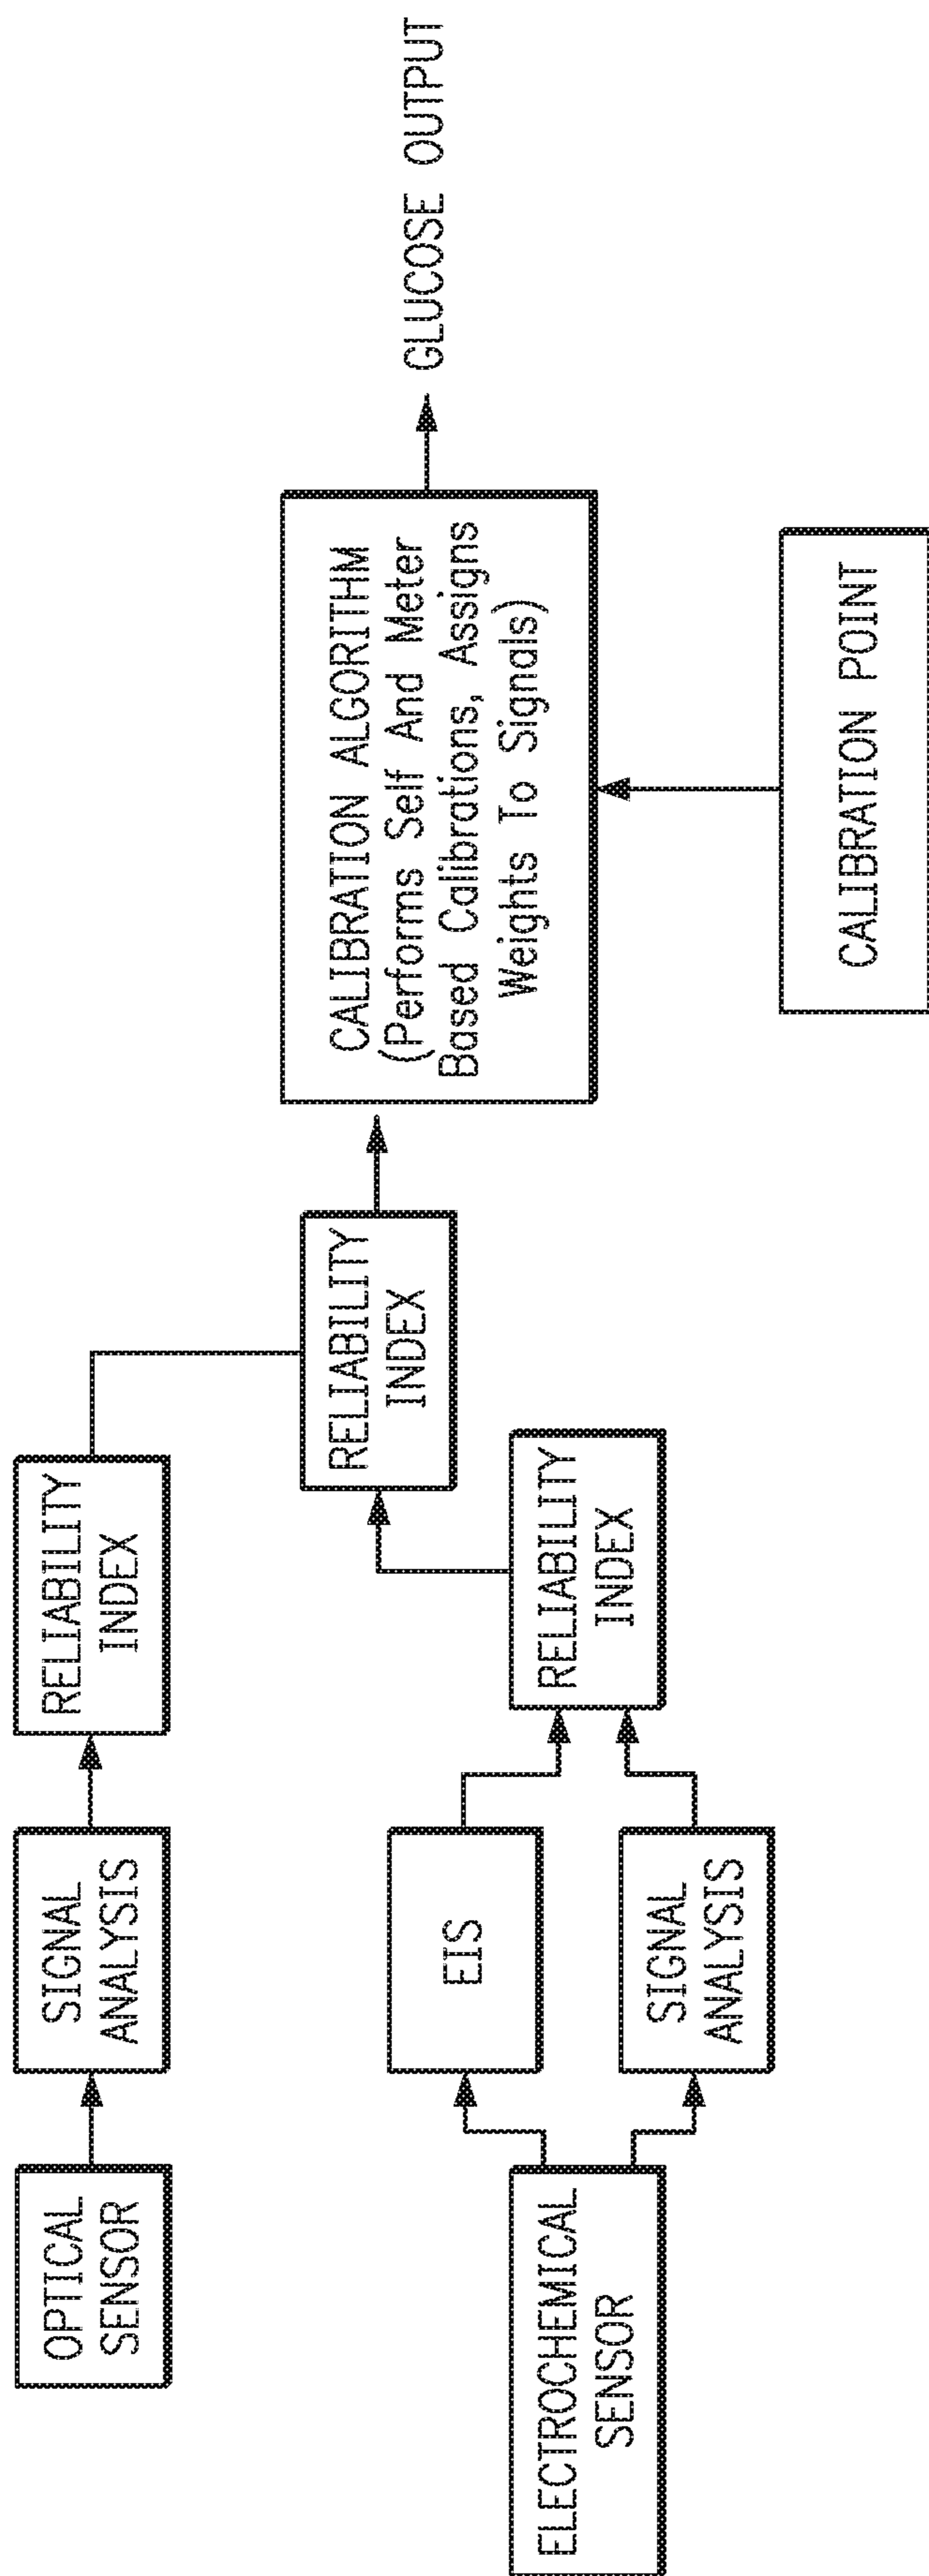 OPTICAL
SENSOR
SIGNAL
ANALYSIS
RELIABILITY
INDEX
ELECTROCHEMICAL
SENSOR
EIS
SIGNAL
ANALYSIS
RELIABILITY
INDEX
RELIABILITY
INDEX
CALIBRATION ALGORITHM
(Performs Self And Meter
Based Calibrations, Assigns
Weights To Signals)
CALIBRATION POINT
GLUCOSE OUTPUT